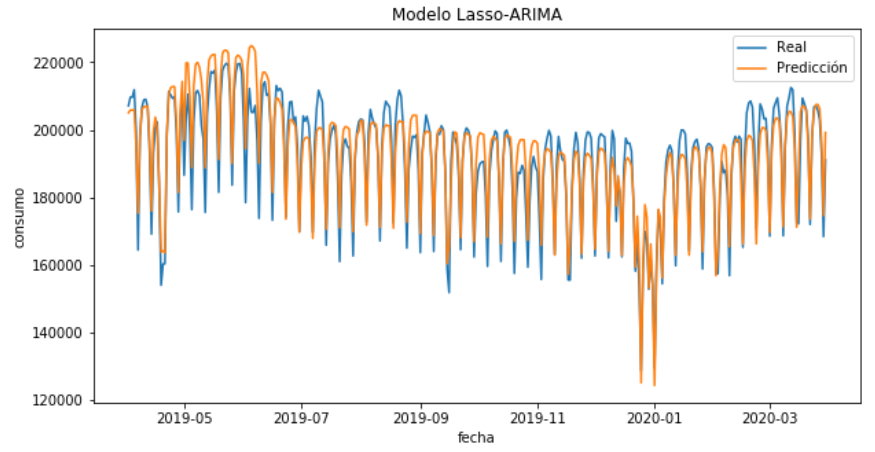 Modelo Lasso-ARIMA
Real
Predicción
220000
200000
180000
160000
140000
120000
consumo
2019-05
2019-07
2019-09
2019-11
2020-01
2020-03
fecha